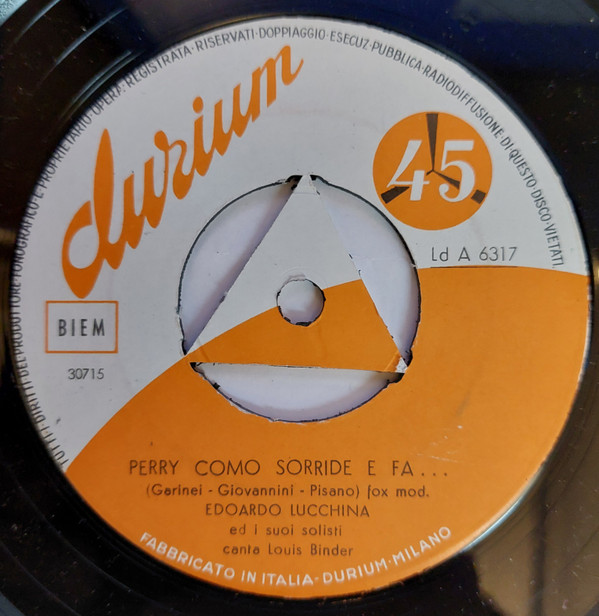 TUTTI I DIRITTI DEL PRODUTTORE FONOGRAFICO E PROPRIETARIO OPERA REGISTRATA·RISERVATI·DOPPIAGGIO·ESECUZ·PUBBLICA·RADIODIFFUSIONE·DI QUESTO·DISCO·VIETATI
durium
45
Ld A 6317
BIEM
30715
PERRY COMO SORRIDE E FA...
(Garinei - Giovannini - Pisano) fox mod.
EDOARDO LUCCHINA
ed i suoi solisti
canta Louis Binder
FABBRICATO IN ITALIA-DURIUM-MILANO